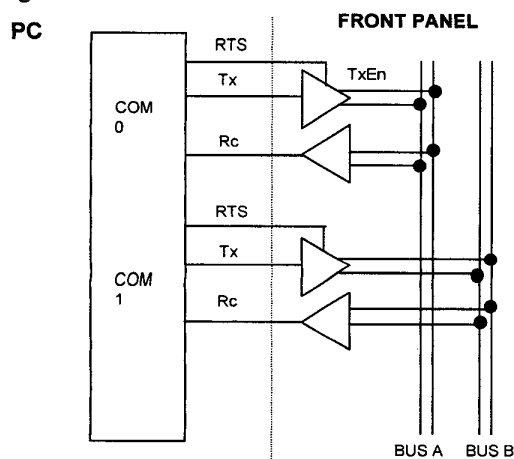 PC
FRONT PANEL
RTS
TxEn
Tx
COM
0
Rc
RTS
Tx
COM
1
Rc
BUS A
BUS B